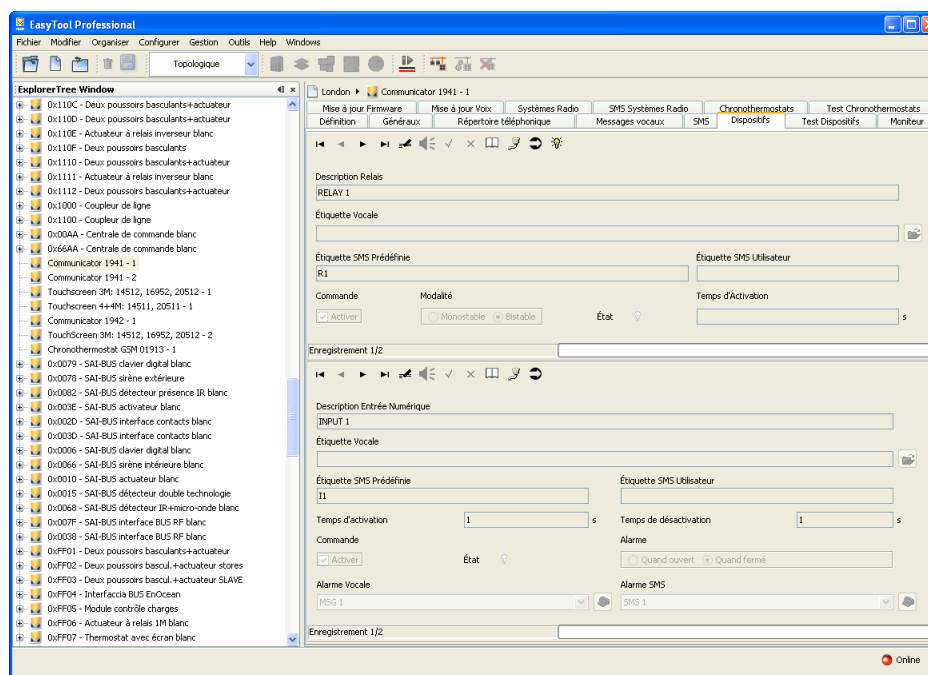 EasyTool Professional
Fichier Modifier Organiser Configurer Gestion Outils Help Windows
Topologique
ExplorerTree Window
0x110C - Deux poussoirs basculants+actuateur
0x110D - Deux poussoirs basculants+actuateur
0x110E - Actuateur à relais inverseur blanc
0x110F - Deux poussoirs basculants
0x1110 - Deux poussoirs basculants+actuateur
0x1111 - Actuateur à relais inverseur blanc
0x1112 - Deux poussoirs basculants+actuateur
0x1000 - Coupleur de ligne
0x1100 - Coupleur de ligne
0x00AA - Centrale de commande blanc
0x66AA - Centrale de commande blanc
Communicator 1941 - 1
Communicator 1941 - 2
Touchscreen 3M: 14512, 16952, 20512 - 1
Touchscreen 4+4M: 14511, 20511 - 1
Communicator 1942 - 1
TouchScreen 3M: 14512, 16952, 20512 - 2
Chronothermostat GSM 01913 - 1
0x0079 - SAI-BUS clavier digital blanc
0x0078 - SAI-BUS sirène extérieure
0x0082 - SAI-BUS détecteur présence IR blanc
0x003E - SAI-BUS activateur blanc
0x002D - SAI-BUS interface contacts blanc
0x003D - SAI-BUS interface contacts blanc
0x0006 - SAI-BUS clavier digital blanc
0x0066 - SAI-BUS sirène intérieure blanc
0x0010 - SAI-BUS actuateur blanc
0x0015 - SAI-BUS détecteur double technologie
0x0068 - SAI-BUS détecteur IR+micro-onde blanc
0x007F - SAI-BUS interface BUS RF blanc
0x0038 - SAI-BUS interface BUS RF blanc
0xFF01 - Deux poussoirs basculants+actuateur
0xFF02 - Deux poussoirs bascul.+actuateur stores
0xFF03 - Deux poussoirs bascul.+actuateur SLAVE
0xFF04 - Interfaccia BUS EnOcean
0xFF05 - Module contrôle charges
0xFF06 - Actuateur à relais 1M blanc
0xFF07 - Thermostat avec écran blanc
London Communicator 1941 - 1
Mise à jour Firmware Mise à jour Voix Systèmes Radio SMS Systèmes Radio Chronothermostats Test Chronothermostats
Définition Généraux Répertoire téléphonique Messages vocaux SMS Dispositifs Test Dispositifs Moniteur
Description Relais
RELAY 1
Étiquette Vocale
Étiquette SMS Prédéfinie Étiquette SMS Utilisateur
R1
Commande Modalité Temps d'Activation
Activer Monostable Bistable État s
Enregistrement 1/2
Description Entrée Numérique
INPUT 1
Étiquette Vocale
Étiquette SMS Prédéfinie Étiquette SMS Utilisateur
I1
Temps d'activation 1 s Temps de désactivation 1 s
Commande Alarme
Activer État Quand ouvert Quand fermé
Alarme Vocale Alarme SMS
MSG 1 SMS 1
Enregistrement 1/2
Online